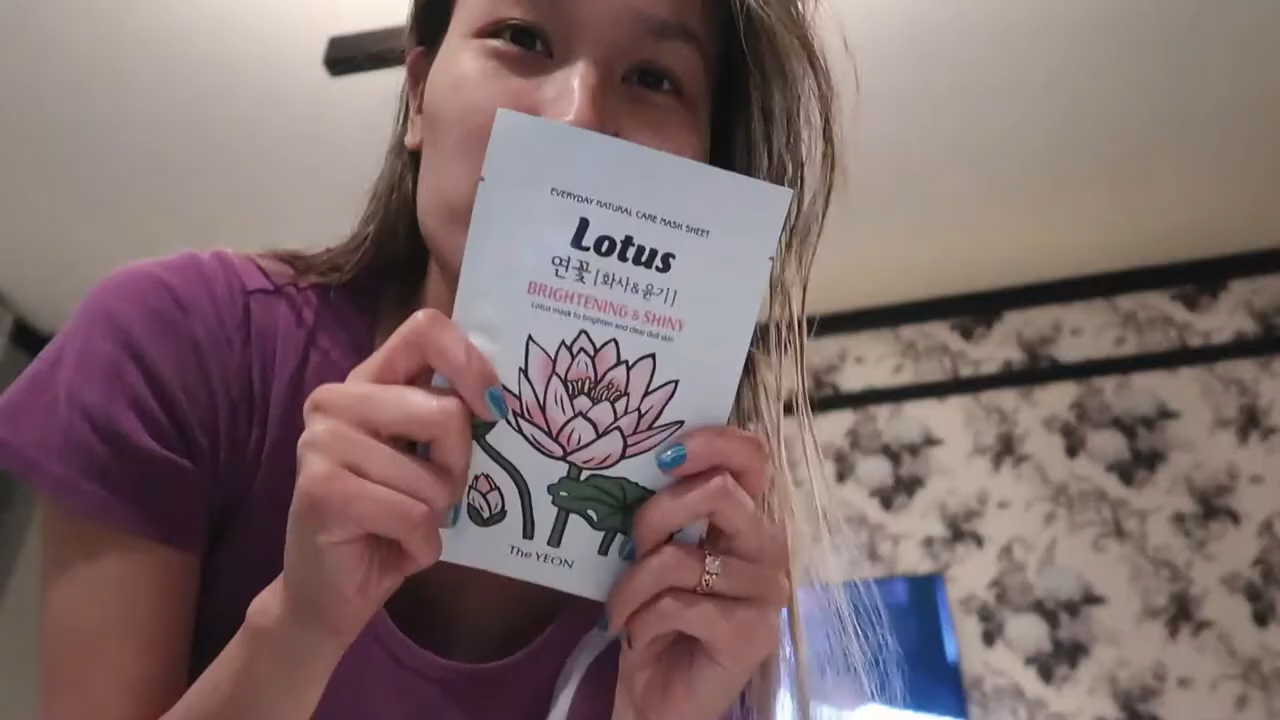 EVERYDAY NATURAL CARE MASK SHEET
Lotus
연꽃 [화사&윤기]
BRIGHTENING & SHINY
Lotus mask to brighten and clear dull skin
The YEON